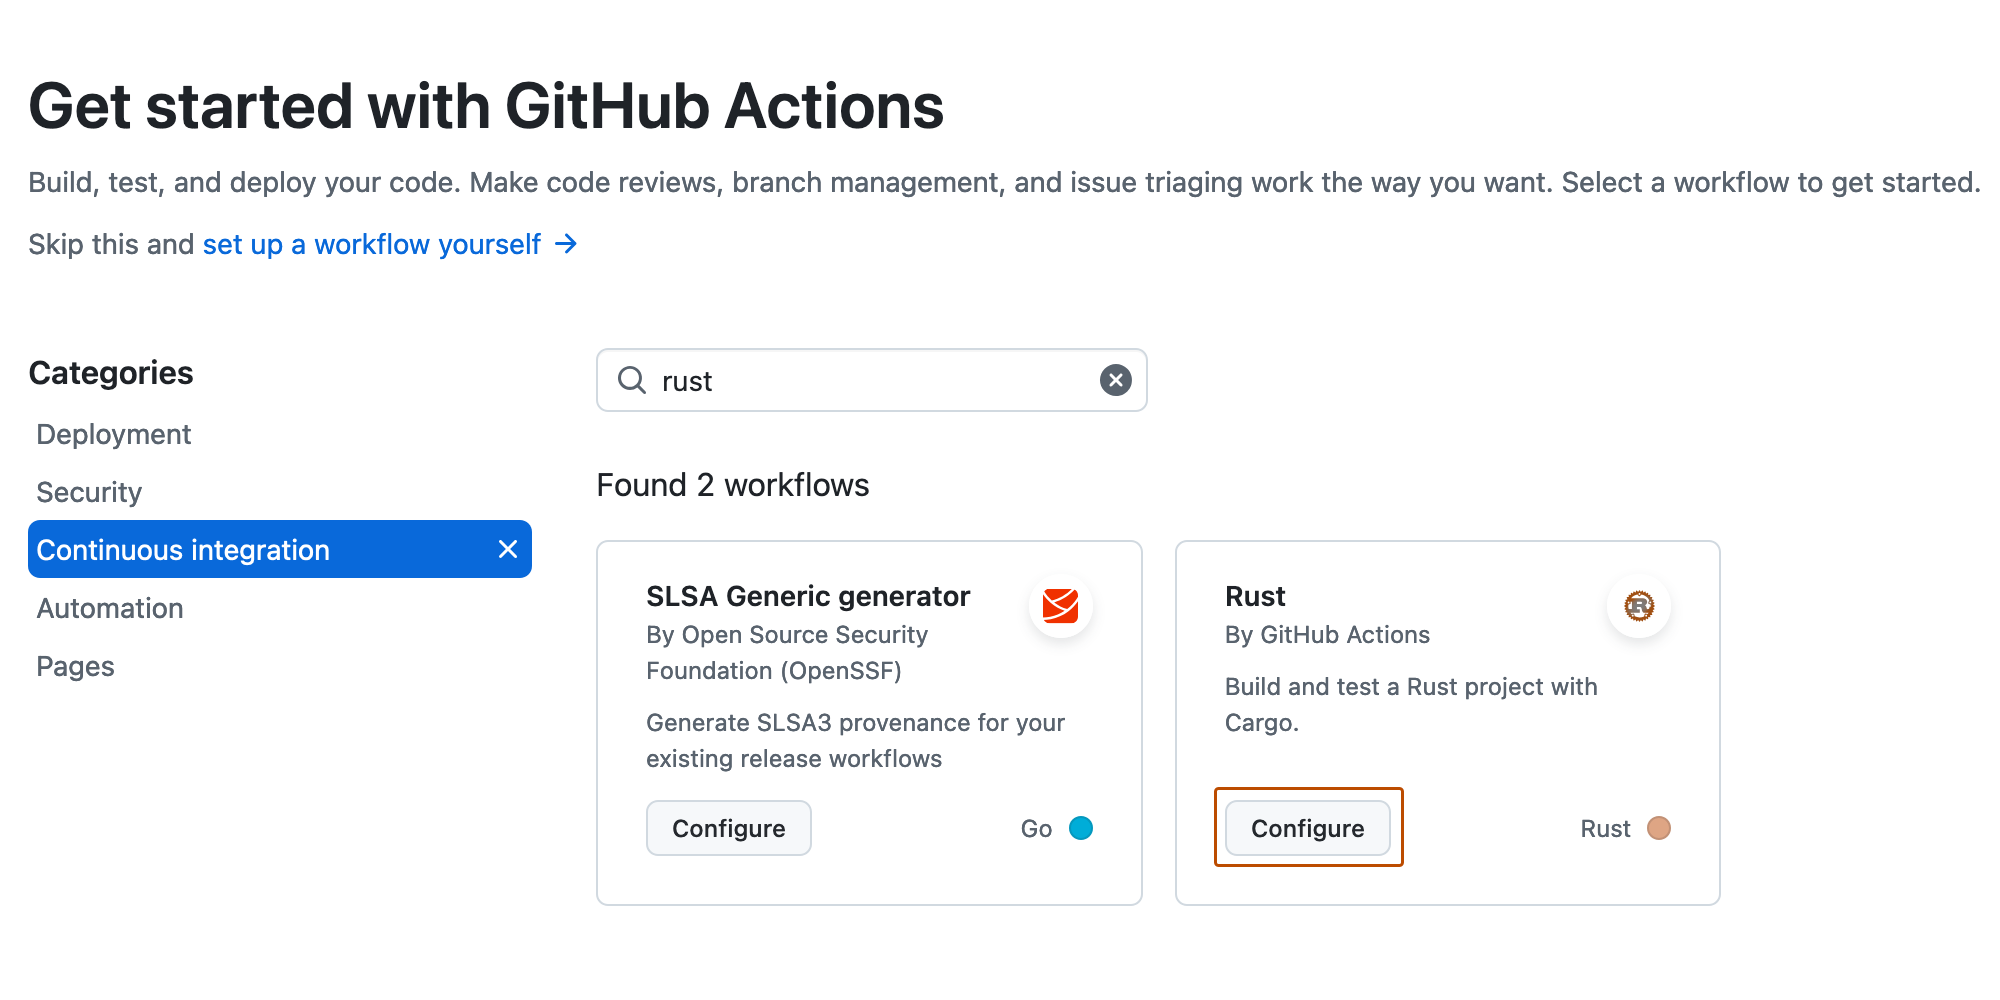 Get started with GitHub Actions
Build, test, and deploy your code. Make code reviews, branch management, and issue triaging work the way you want. Select a workflow to get started.
Skip this and set up a workflow yourself →
Categories
Deployment
Security
Continuous integration
Automation
Pages
rust
Found 2 workflows
SLSA Generic generator
By Open Source Security
Foundation (OpenSSF)
Generate SLSA3 provenance for your
existing release workflows
Configure
Go
Rust
By GitHub Actions
Build and test a Rust project with
Cargo.
Configure
Rust